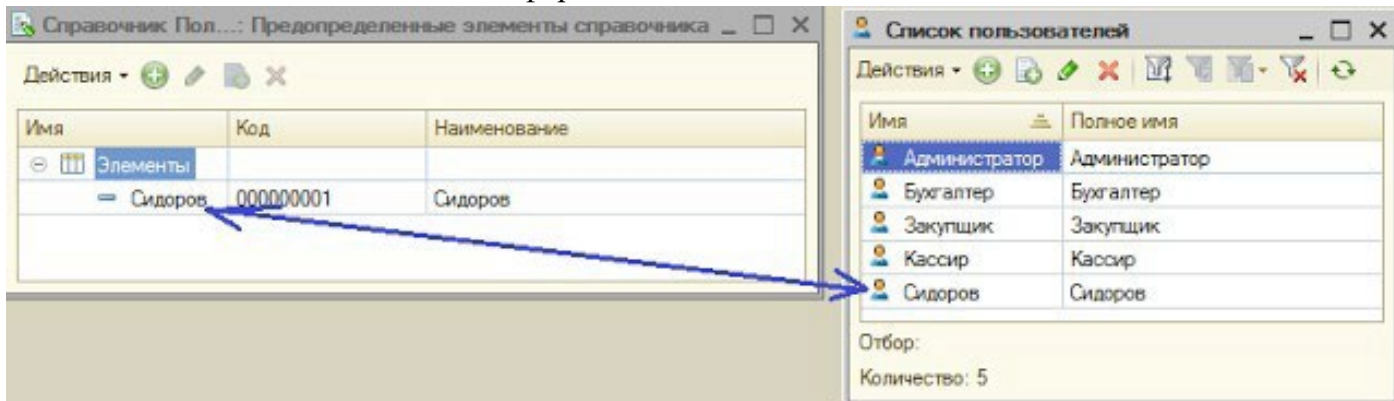 Справочник Пол...: Предопределенные элементы справочника
Действия
Имя Код Наименование
Элементы
Сидоров 000000001 Сидоров
Список пользователей
Действия
Имя Полное имя
Администратор Администратор
Бухгалтер Бухгалтер
Закупщик Закупщик
Кассир Кассир
Сидоров Сидоров
Отбор:
Количество: 5